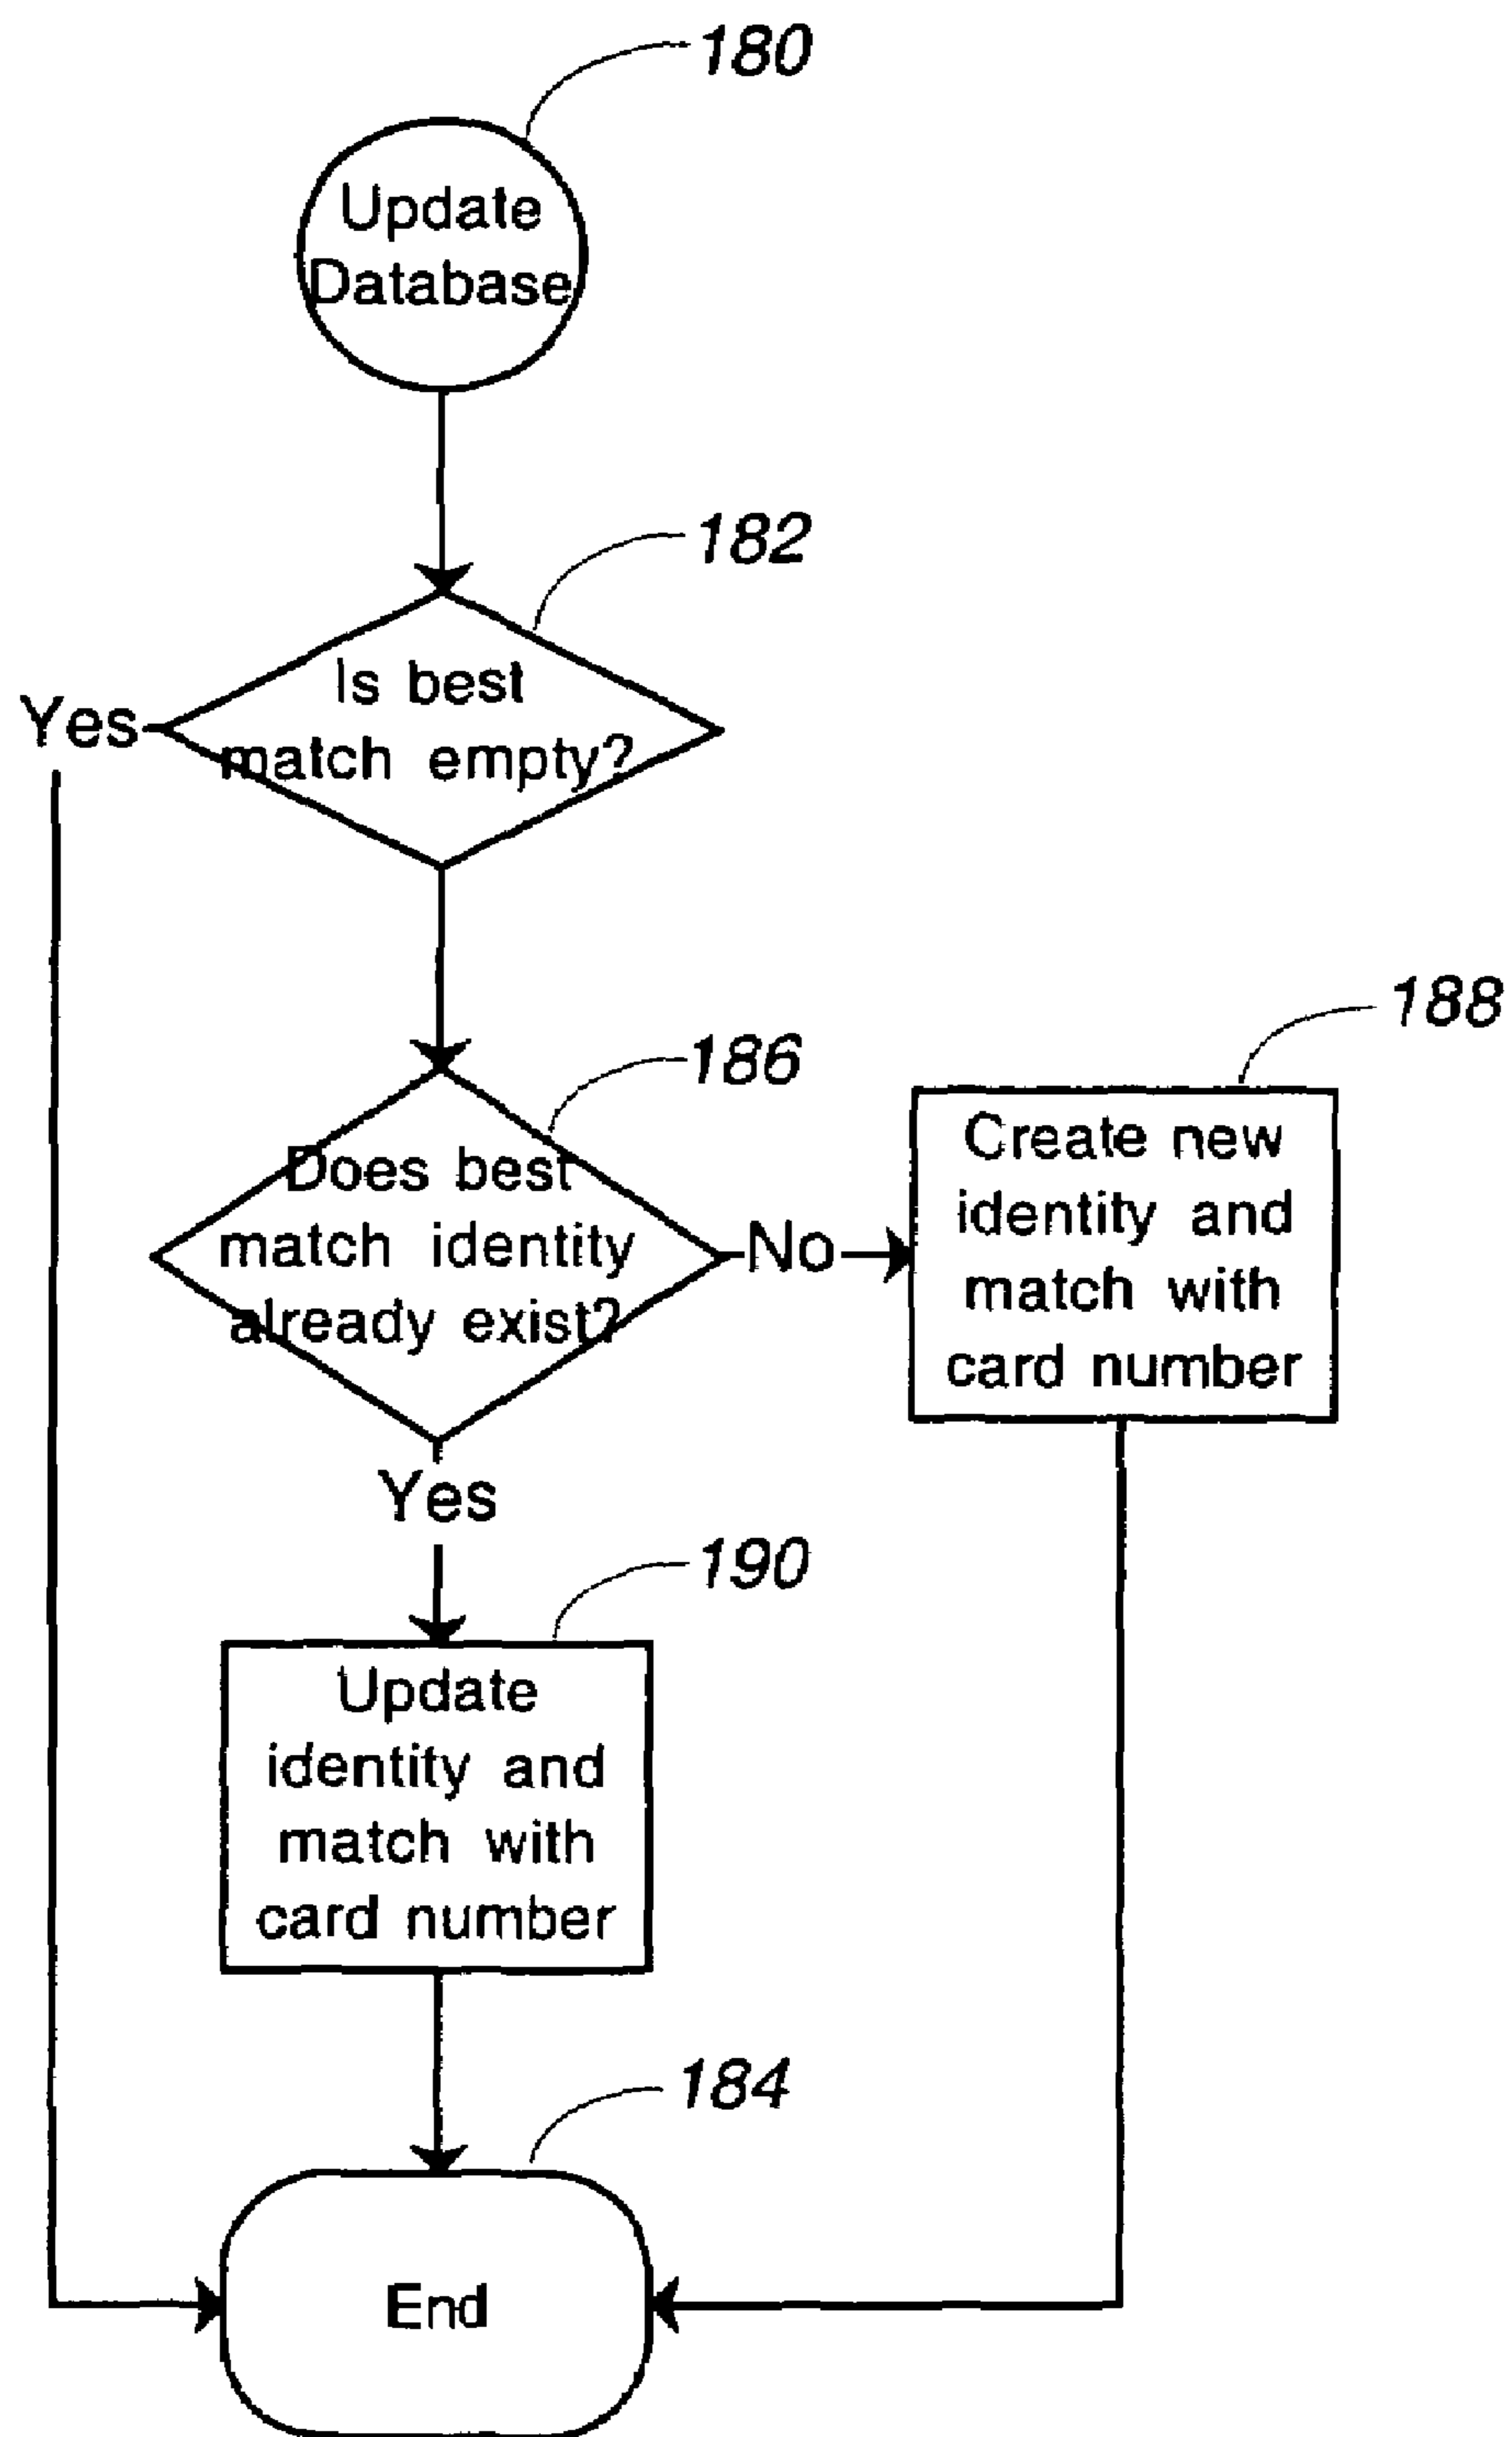 180
Update
Database
182
Is best
match empty?
Yes
186
188
Does best
match identity
already exist?
No
Create new
identity and
match with
card number
Yes
190
Update
identity and
match with
card number
184
End